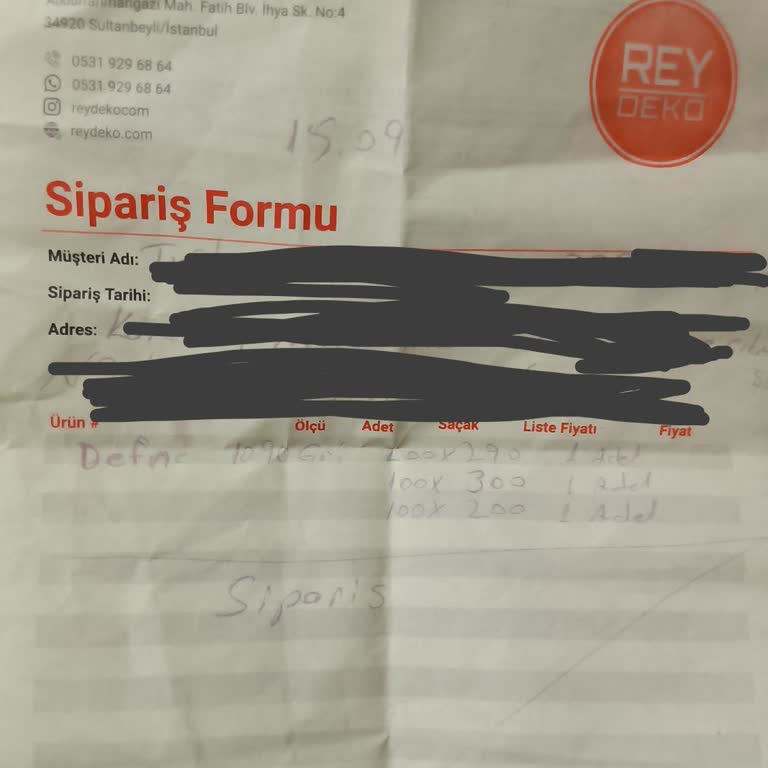 Mah. Fatih Blv. İhya Sk. No:4
34920 Sultanbeyli/İstanbul
0531 929 68 64
0531 929 68 64
reydekocom
reydeko.com
REY
DEKO
15.09
Sipariş Formu
Müşteri Adı:
Sipariş Tarihi:
Adres:
Ürün # Ölçü Adet Saçak Liste Fiyatı Fiyat
Defne Gri 200x290 1 Adet
100x 300 1 Adet
100x 200 1 Adet
Siparis